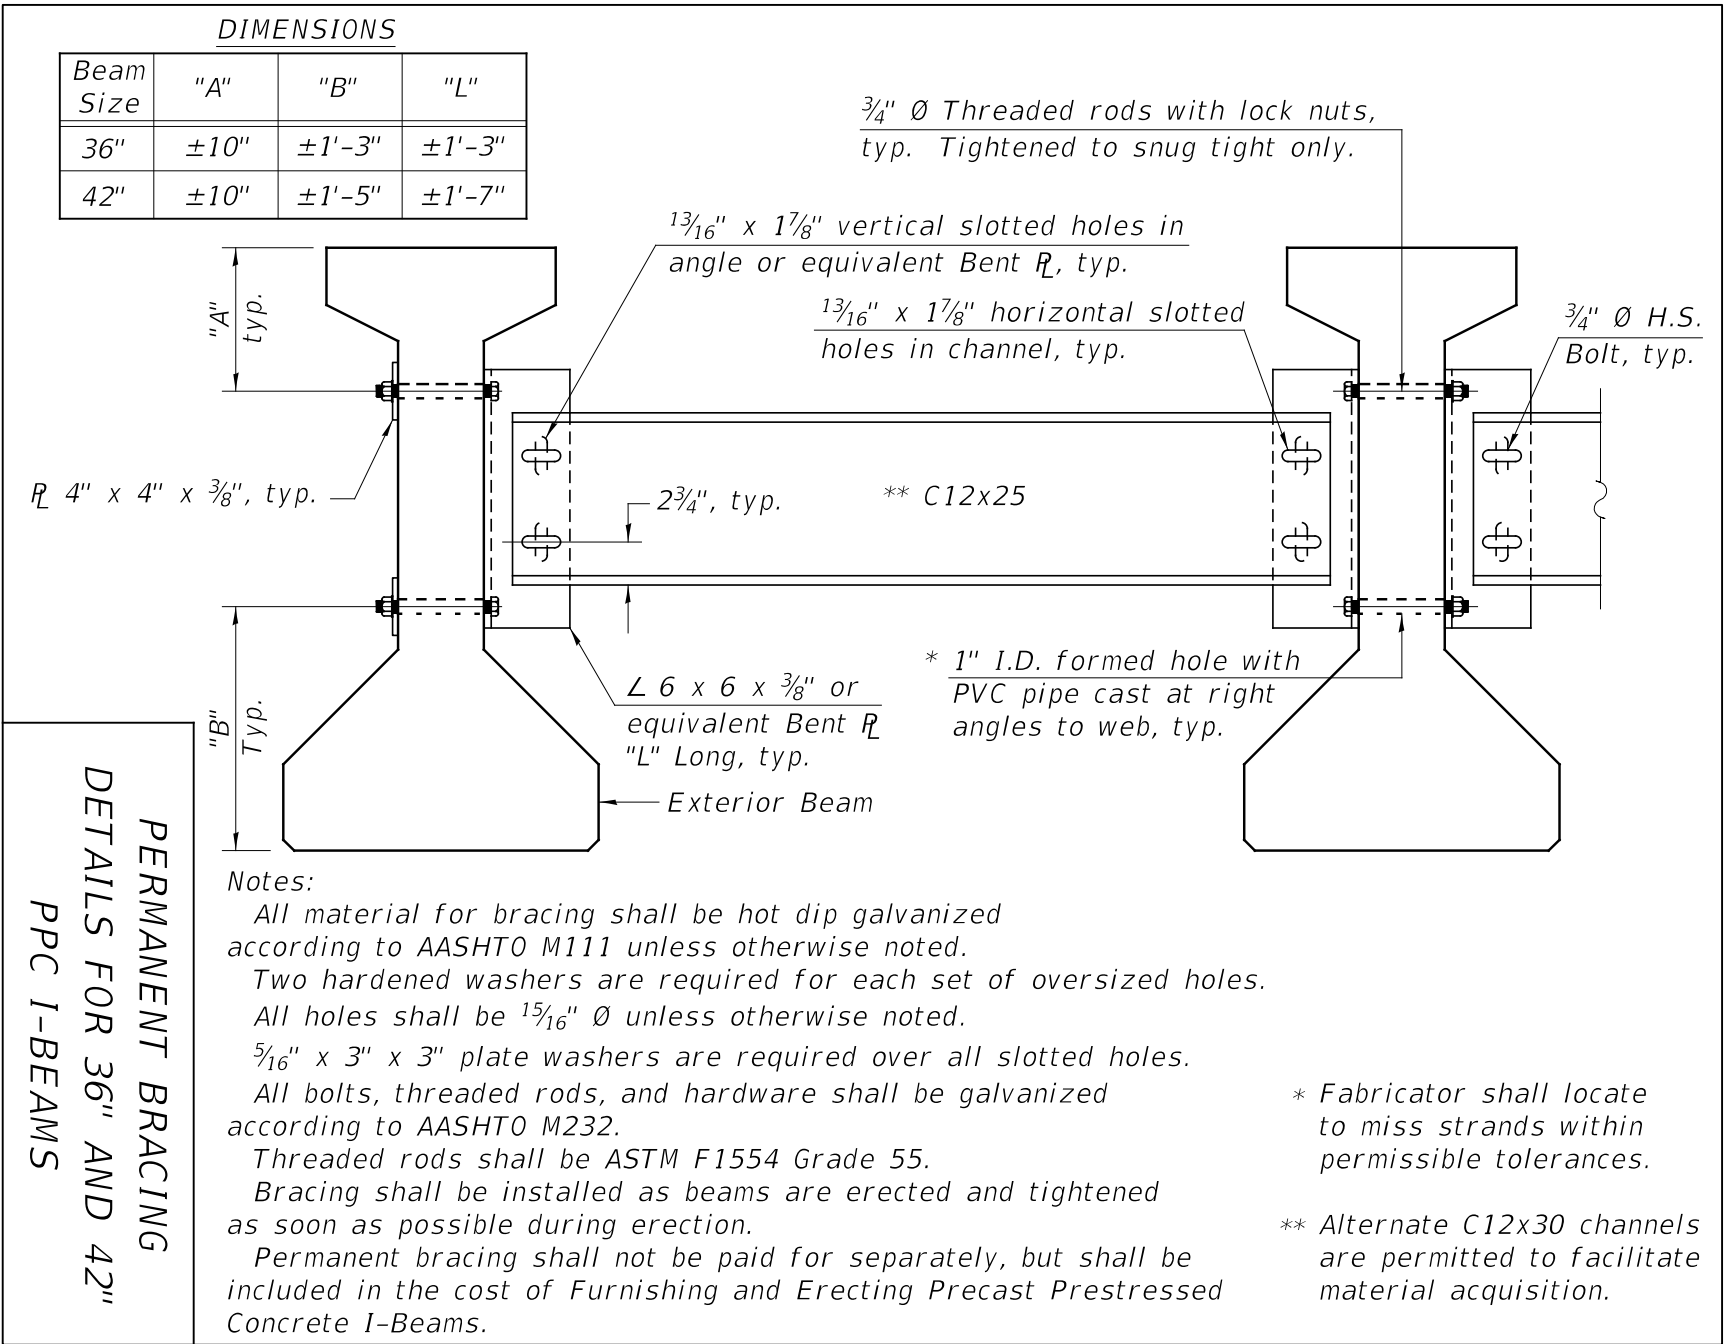 DIMENSIONS
Beam Size "A" "B" "L"
36" ±10" ±1'-3" ±1'-3"
42" ±10" ±1'-5" ±1'-7"
¾" Ø Threaded rods with lock nuts,
typ. Tightened to snug tight only.
13⁄16" x 1⅞" vertical slotted holes in
angle or equivalent Bent ⅊, typ.
13⁄16" x 1⅞" horizontal slotted
holes in channel, typ.
¾" Ø H.S.
Bolt, typ.
"A"
typ.
⅊ 4" x 4" x ⅜", typ.
2¾", typ.
** C12x25
"B"
Typ.
∠ 6 x 6 x ⅜" or
equivalent Bent ⅊
"L" Long, typ.
* 1" I.D. formed hole with
PVC pipe cast at right
angles to web, typ.
Exterior Beam
Notes:
All material for bracing shall be hot dip galvanized
according to AASHTO M111 unless otherwise noted.
Two hardened washers are required for each set of oversized holes.
All holes shall be 15⁄16" Ø unless otherwise noted.
5⁄16" x 3" x 3" plate washers are required over all slotted holes.
All bolts, threaded rods, and hardware shall be galvanized
according to AASHTO M232.
Threaded rods shall be ASTM F1554 Grade 55.
Bracing shall be installed as beams are erected and tightened
as soon as possible during erection.
Permanent bracing shall not be paid for separately, but shall be
included in the cost of Furnishing and Erecting Precast Prestressed
Concrete I-Beams.
* Fabricator shall locate
to miss strands within
permissible tolerances.
** Alternate C12x30 channels
are permitted to facilitate
material acquisition.
PERMANENT BRACING
DETAILS FOR 36" AND 42"
PPC I-BEAMS